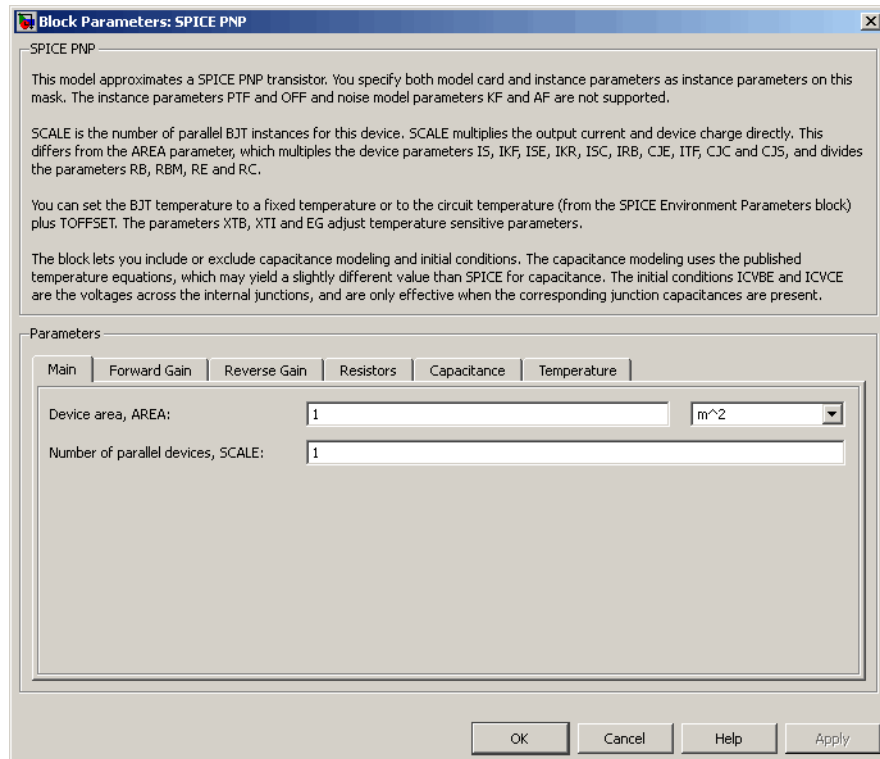 Block Parameters: SPICE PNP
SPICE PNP
This model approximates a SPICE PNP transistor. You specify both model card and instance parameters as instance parameters on this
mask. The instance parameters PTF and OFF and noise model parameters KF and AF are not supported.
SCALE is the number of parallel BJT instances for this device. SCALE multiplies the output current and device charge directly. This
differs from the AREA parameter, which multiples the device parameters IS, IKF, ISE, IKR, ISC, IRB, CJE, ITF, CJC and CJS, and divides
the parameters RB, RBM, RE and RC.
You can set the BJT temperature to a fixed temperature or to the circuit temperature (from the SPICE Environment Parameters block)
plus TOFFSET. The parameters XTB, XTI and EG adjust temperature sensitive parameters.
The block lets you include or exclude capacitance modeling and initial conditions. The capacitance modeling uses the published
temperature equations, which may yield a slightly different value than SPICE for capacitance. The initial conditions ICVBE and ICVCE
are the voltages across the internal junctions, and are only effective when the corresponding junction capacitances are present.
Parameters
Main Forward Gain Reverse Gain Resistors Capacitance Temperature
Device area, AREA: 1 m^2
Number of parallel devices, SCALE: 1
OK Cancel Help Apply